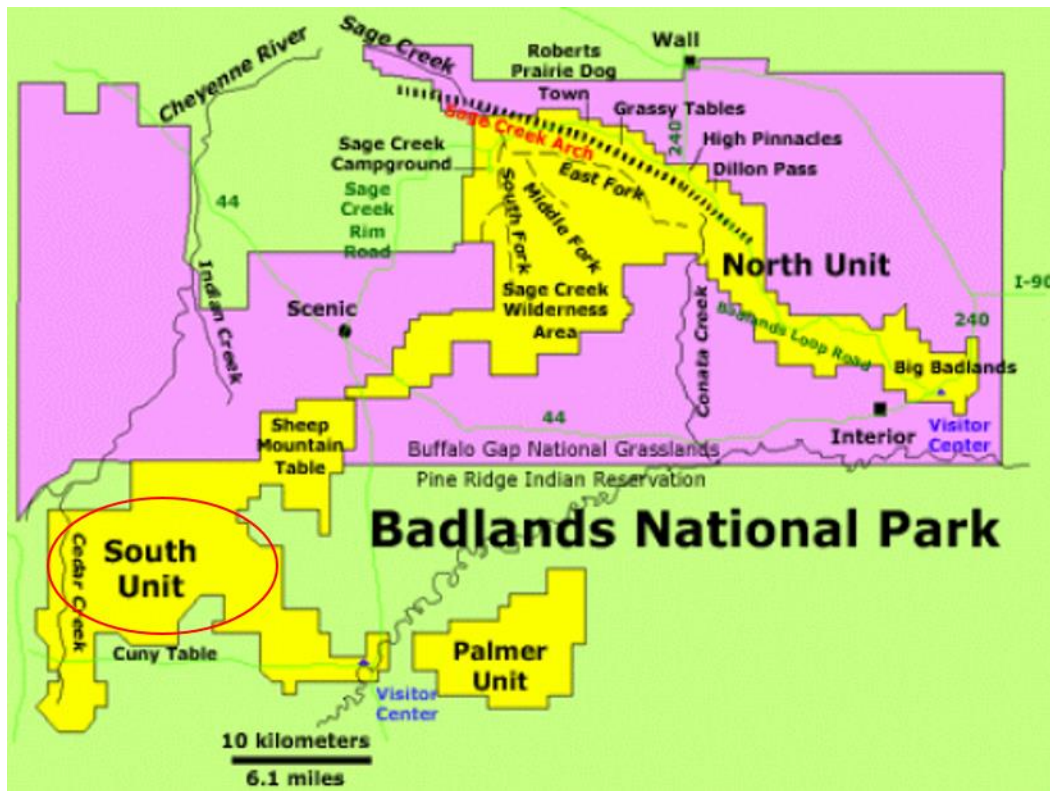 Sage Creek
Cheyenne River
Wall
Roberts
Prairie Dog
Town
Grassy Tables
Sage Creek Arch
240
High Pinnacles
Dillon Pass
Sage Creek
Campground
East Fork
Middle Fork
South Fork
Sage
Creek
Rim
Road
44
Indian Creek
North Unit
I-90
Sage Creek
Wilderness
Area
Scenic
Conata Creek
Badlands Loop Road
240
Big Badlands
44
Interior
Visitor
Center
Sheep
Mountain
Table
Buffalo Gap National Grasslands
Pine Ridge Indian Reservation
Badlands National Park
South
Unit
Cedar Creek
Cuny Table
Palmer
Unit
Visitor
Center
10 kilometers
6.1 miles